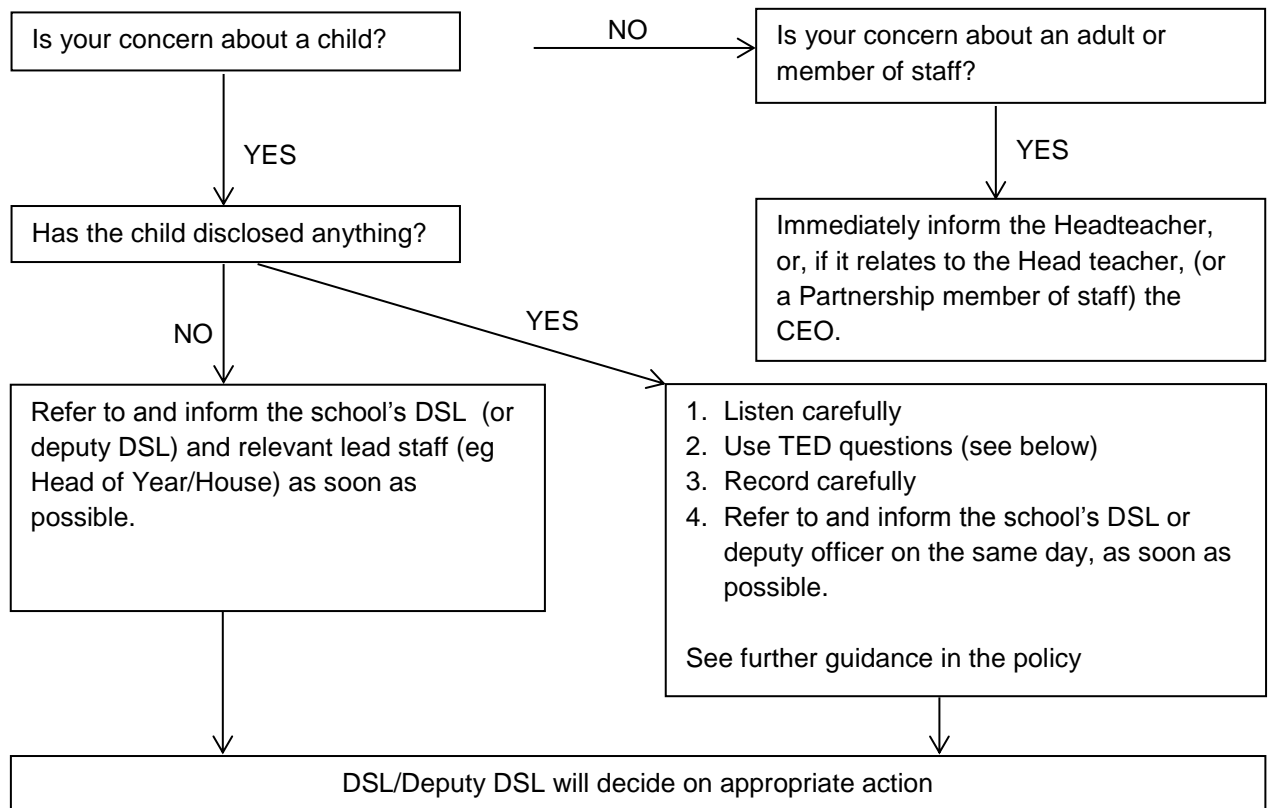 Is your concern about a child?
NO
Is your concern about an adult or
member of staff?
YES
YES
Has the child disclosed anything?
Immediately inform the Headteacher,
or, if it relates to the Head teacher, (or
a Partnership member of staff) the
CEO.
NO
YES
Refer to and inform the school’s DSL  (or
deputy DSL) and relevant lead staff (eg
Head of Year/House) as soon as
possible.
1. Listen carefully
2. Use TED questions (see below)
3. Record carefully
4. Refer to and inform the school’s DSL or
deputy officer on the same day, as soon as
possible.
See further guidance in the policy
DSL/Deputy DSL will decide on appropriate action